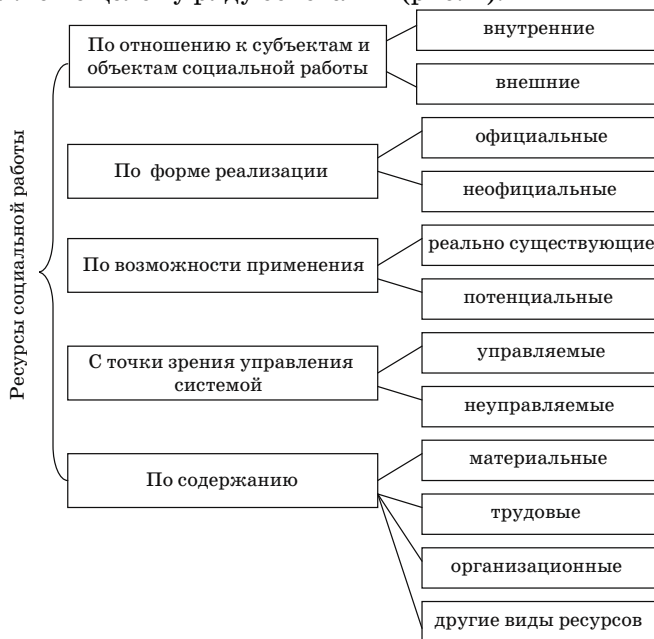 Ресурсы социальной работы
По отношению к субъектам и
объектам социальной работы
внутренние
внешние
По форме реализации
официальные
неофициальные
По возможности применения
реально существующие
потенциальные
С точки зрения управления
системой
управляемые
неуправляемые
По содержанию
материальные
трудовые
организационные
другие виды ресурсов